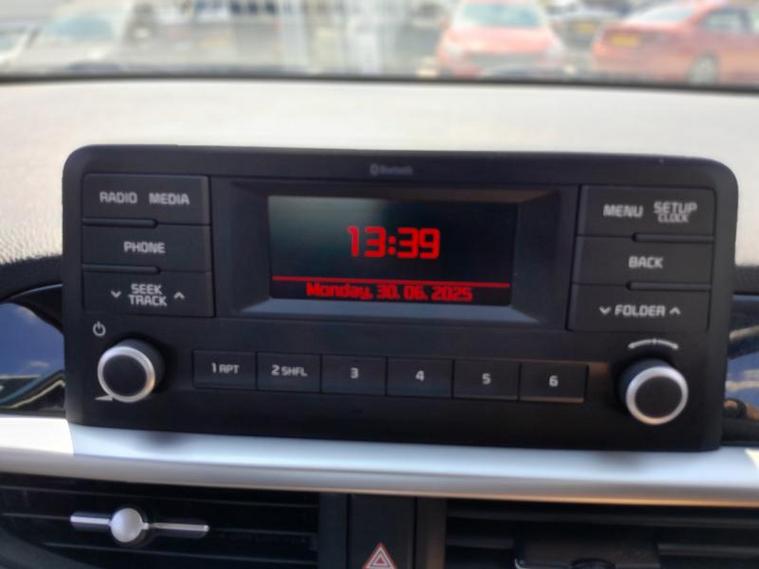 Bluetooth
RADIO MEDIA
PHONE
SEEK
TRACK
13:39
Monday, 30. 06. 2025
MENU SETUP
CLOCK
BACK
FOLDER
1 RPT 2 SHFL 3 4 5 6